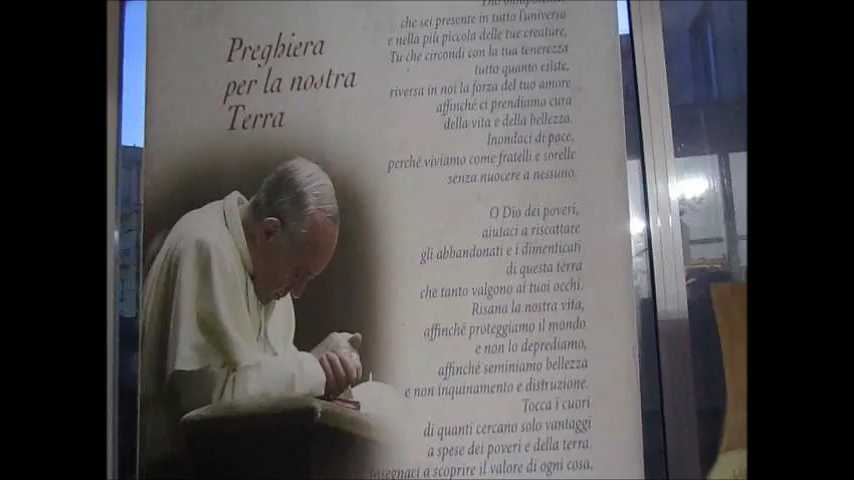 Preghiera
per la nostra
Terra
Dio onnipotente
che sei presente in tutto l'universo
e nella più piccola delle tue creature,
Tu che circondi con la tua tenerezza
tutto quanto esiste,
riversa in noi la forza del tuo amore
affinché ci prendiamo cura
della vita e della bellezza.
Inondaci di pace,
perché viviamo come fratelli e sorelle
senza nuocere a nessuno.
O Dio dei poveri,
aiutaci a riscattare
gli abbandonati e i dimenticati
di questa terra
che tanto valgono ai tuoi occhi.
Risana la nostra vita,
affinché proteggiamo il mondo
e non lo deprediamo,
affinché seminiamo bellezza
e non inquinamento e distruzione.
Tocca i cuori
di quanti cercano solo vantaggi
a spese dei poveri e della terra.
Insegnaci a scoprire il valore di ogni cosa,